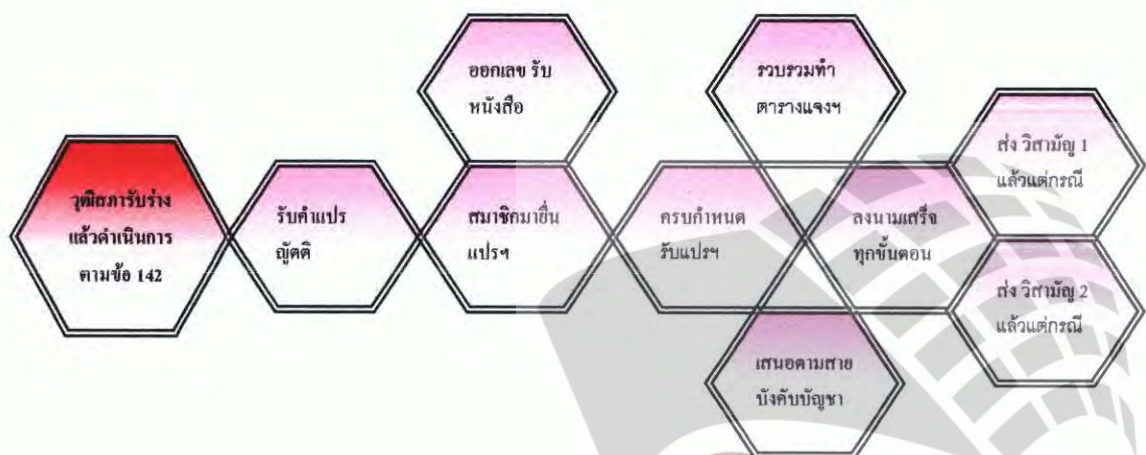 วุฒิสภารับร่าง
แล้วดำเนินการ
ตามข้อ 142
รับคำแปร
ญัตติ
ออกเลข รับ
หนังสือ
สมาชิกมายื่น
แปรฯ
ครบกำหนด
รับแปรฯ
รวบรวมทำ
ตารางแจงฯ
เสนอตามสาย
บังคับบัญชา
ลงนามเสร็จ
ทุกขั้นตอน
ส่ง วิสามัญ 1
แล้วแต่กรณี
ส่ง วิสามัญ 2
แล้วแต่กรณี